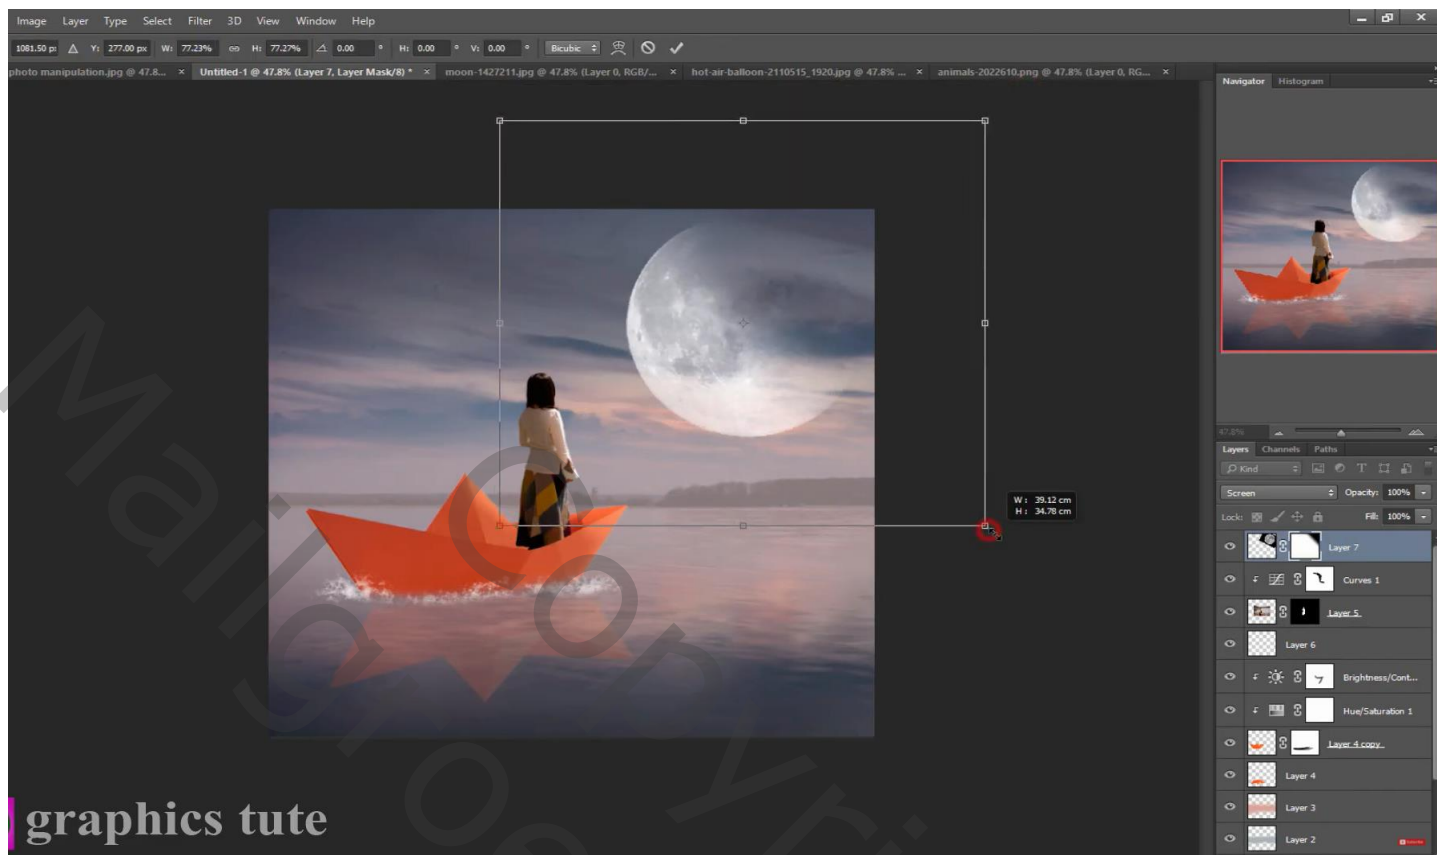 Image Layer Type Select Filter 3D View Window Help
1081.50 p: Y: 277.00 px W: 77.23% H: 77.27% 0.00 ° H: 0.00 ° V: 0.00 ° Bicubic
photo manipulation.jpg @ 47.8... × Untitled-1 @ 47.8% (Layer 7, Layer Mask/8) * × moon-1427211.jpg @ 47.8% (Layer 0, RGB/... × hot-air-balloon-2110515_1920.jpg @ 47.8% ... × animals-2022610.png @ 47.8% (Layer 0, RG... ×
Navigator Histogram
47.8%
Layers Channels Paths
Kind
Screen Opacity: 100%
Lock: Fill: 100%
Layer 7
Curves 1
Layer 5
Layer 6
Brightness/Cont...
Hue/Saturation 1
Layer 4 copy
Layer 4
Layer 3
Layer 2
W: 39.12 cm
H: 34.78 cm
graphics tute